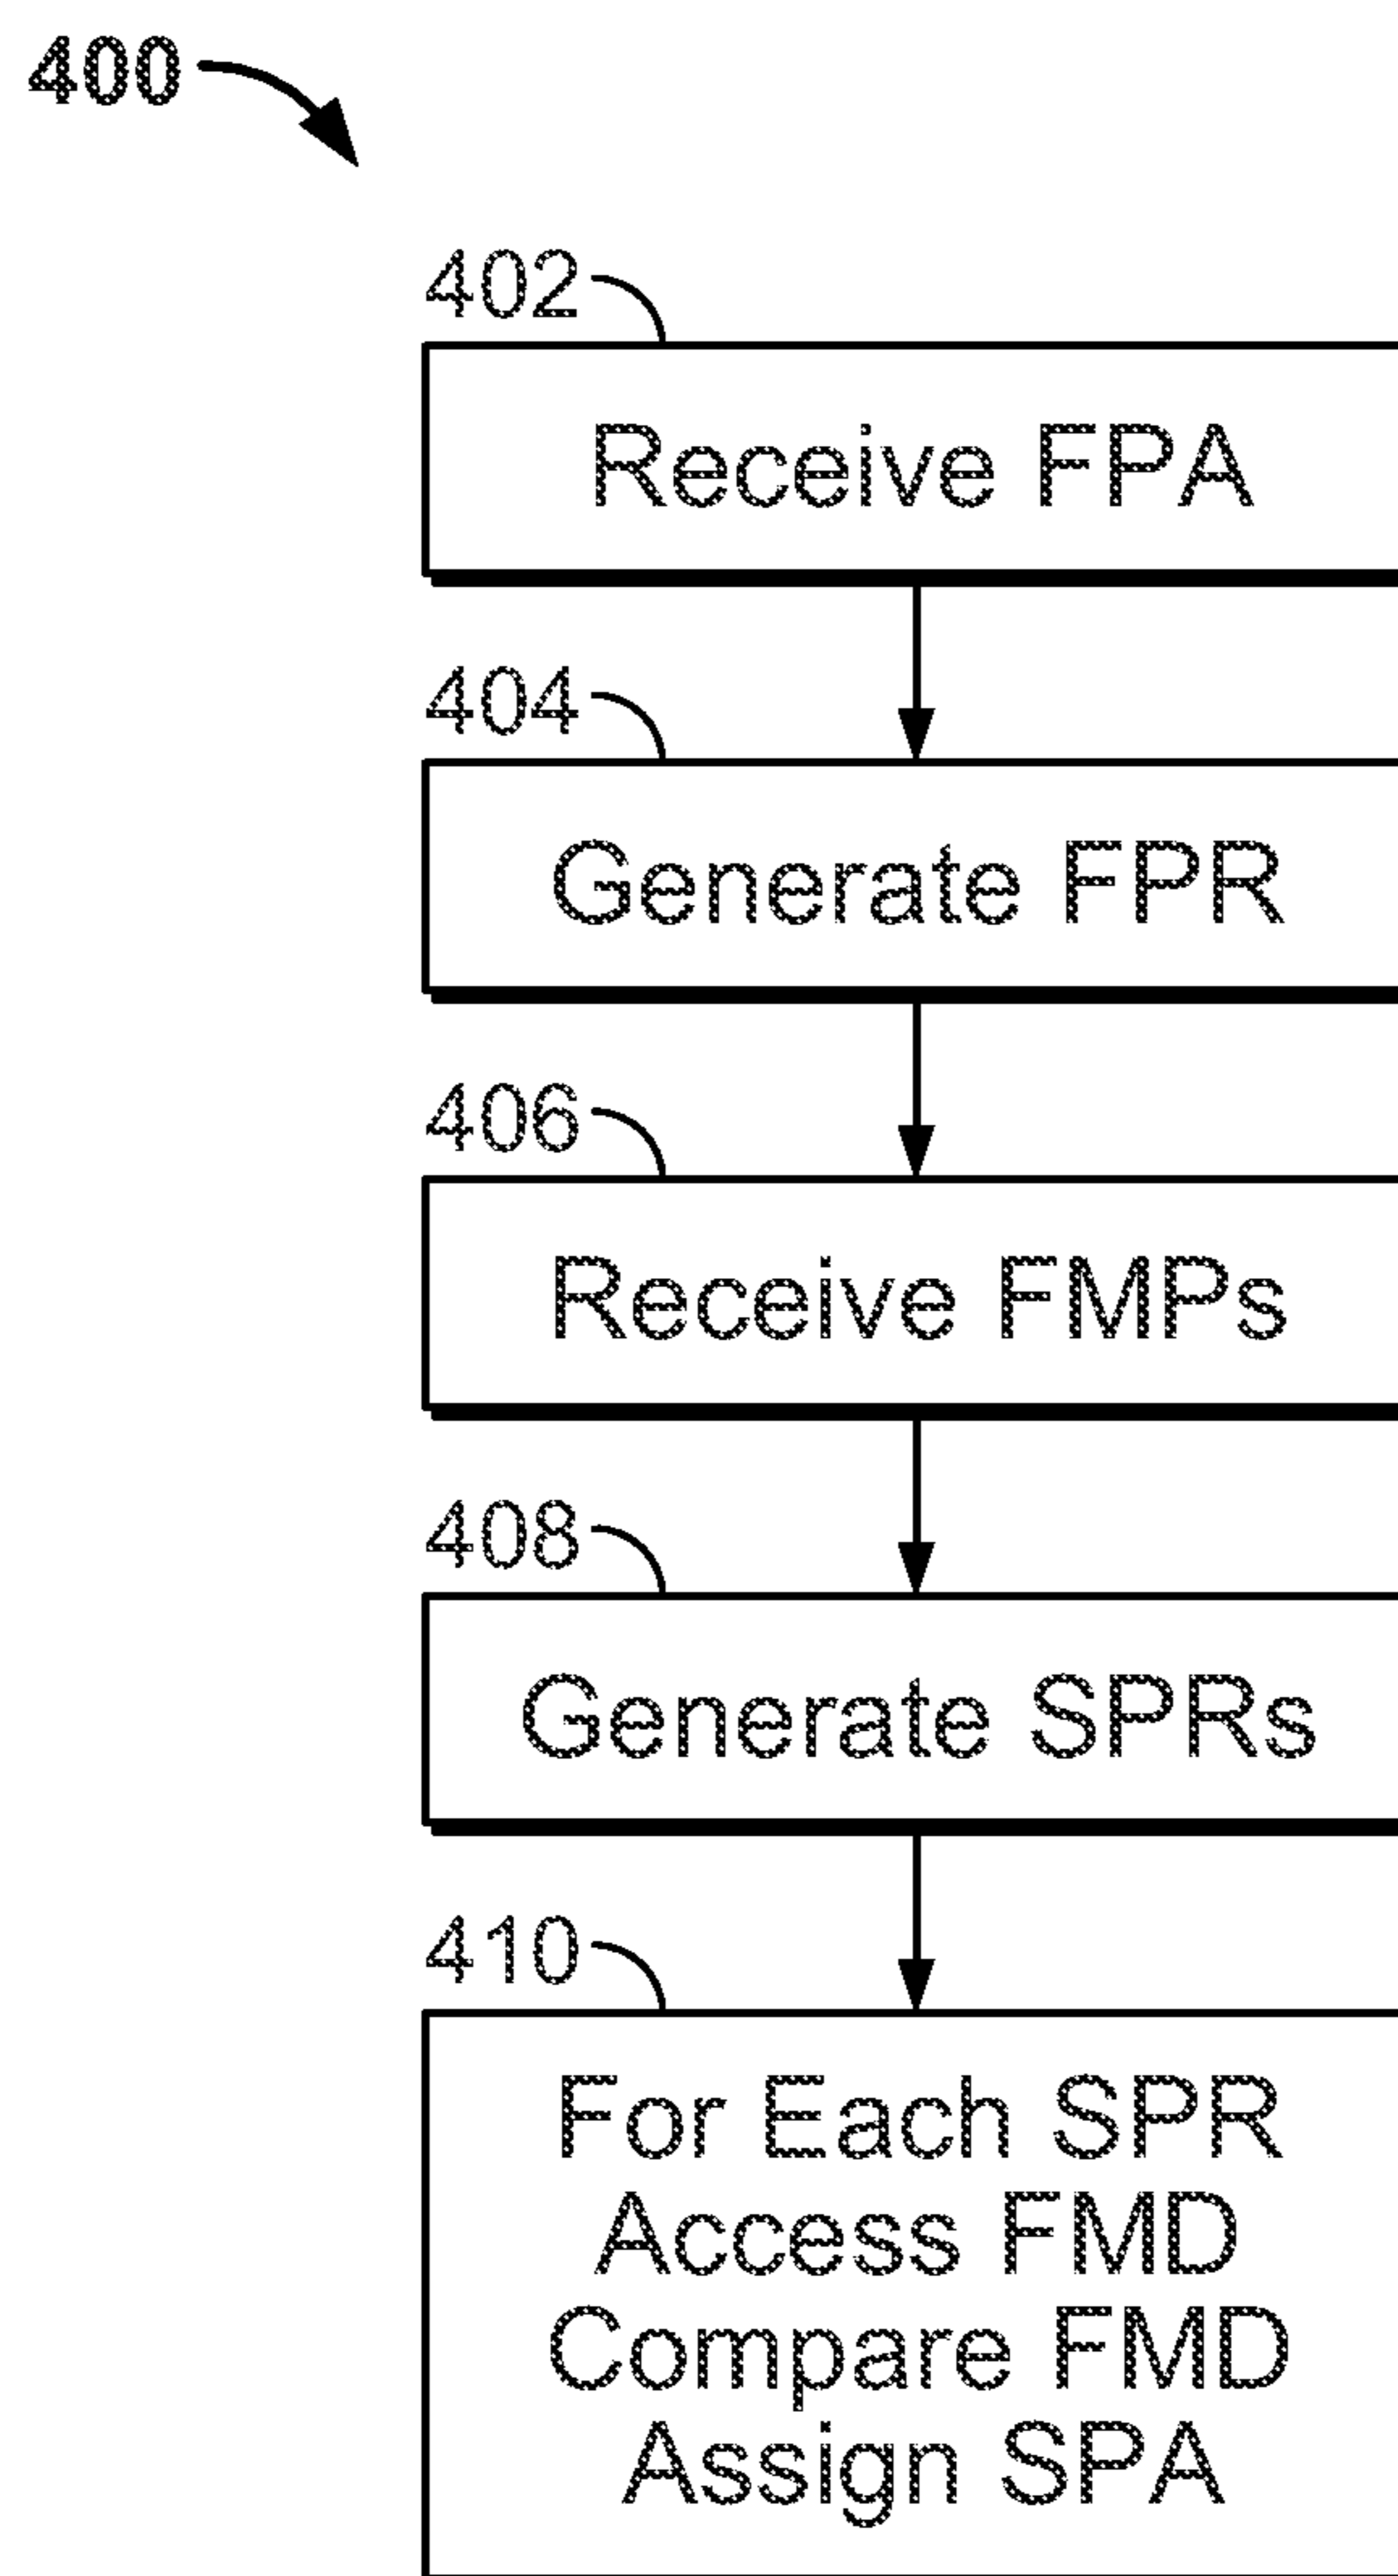 400
402
Receive FPA
404
Generate FPR
406
Receive FMPs
408
Generate SPRs
410
For Each SPR
Access FMD
Compare FMD
Assign SPA